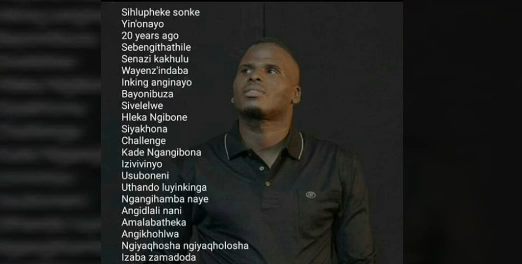 Sihlupheke sonke
Yin'onayo
20 years ago
Sebengithathile
Senazi kakhulu
Wayenz'indaba
Inking anginayo
Bayonibuza
Sivelelwe
Hleka Ngibone
Siyakhona
Challenge
Kade Ngangibona
Izivivinyo
Usuboneni
Uthando luyinkinga
Ngangihamba naye
Angidlali nani
Amalabatheka
Angikhohlwa
Ngiyaqhosha ngiyaqholosha
Izaba zamadoda